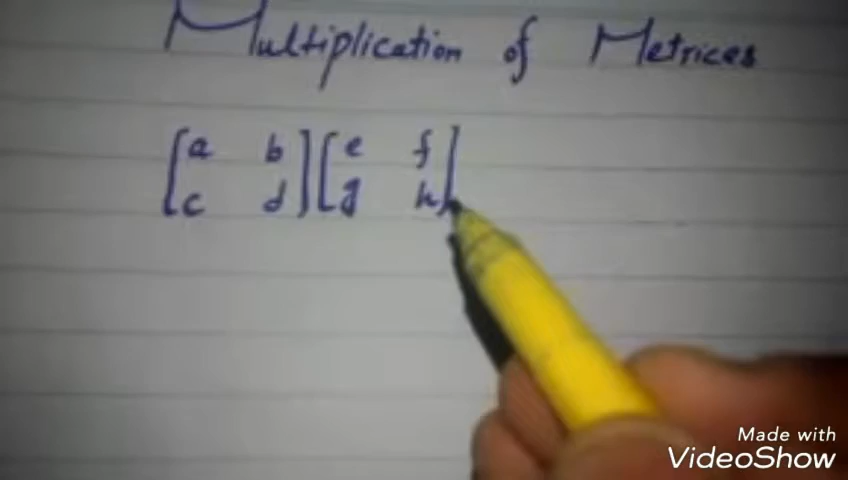 Multiplication of Metrices
[a b] [e f]
[c d] [g h]
Made with
VideoShow